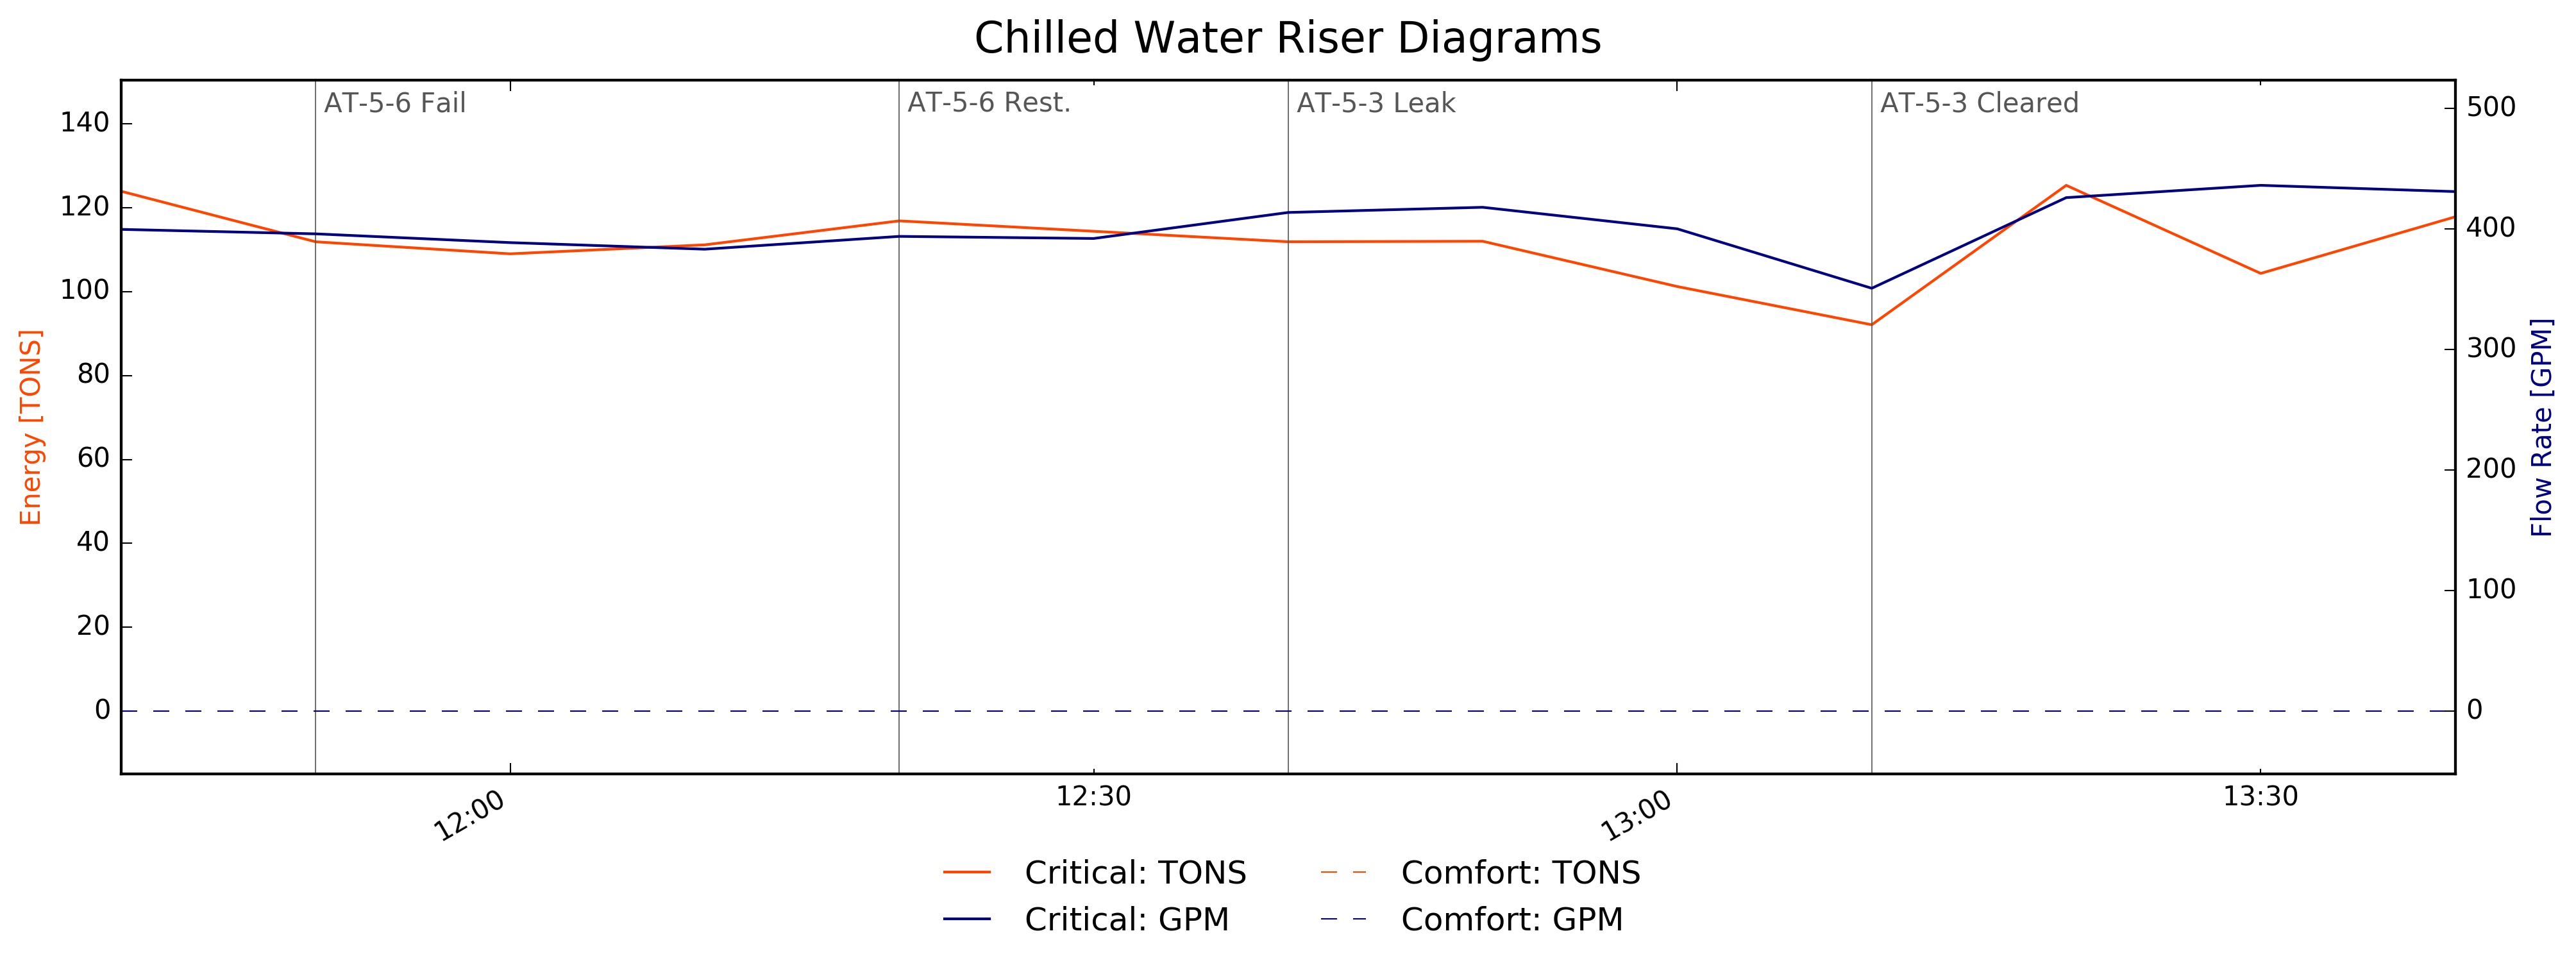 Chilled Water Riser Diagrams
AT-5-6 Fail
AT-5-6 Rest.
AT-5-3 Leak
AT-5-3 Cleared
140
120
100
80
60
40
20
0
Energy [TONS]
500
400
300
200
100
0
Flow Rate [GPM]
12:00
12:30
13:00
13:30
Critical: TONS
Critical: GPM
Comfort: TONS
Comfort: GPM